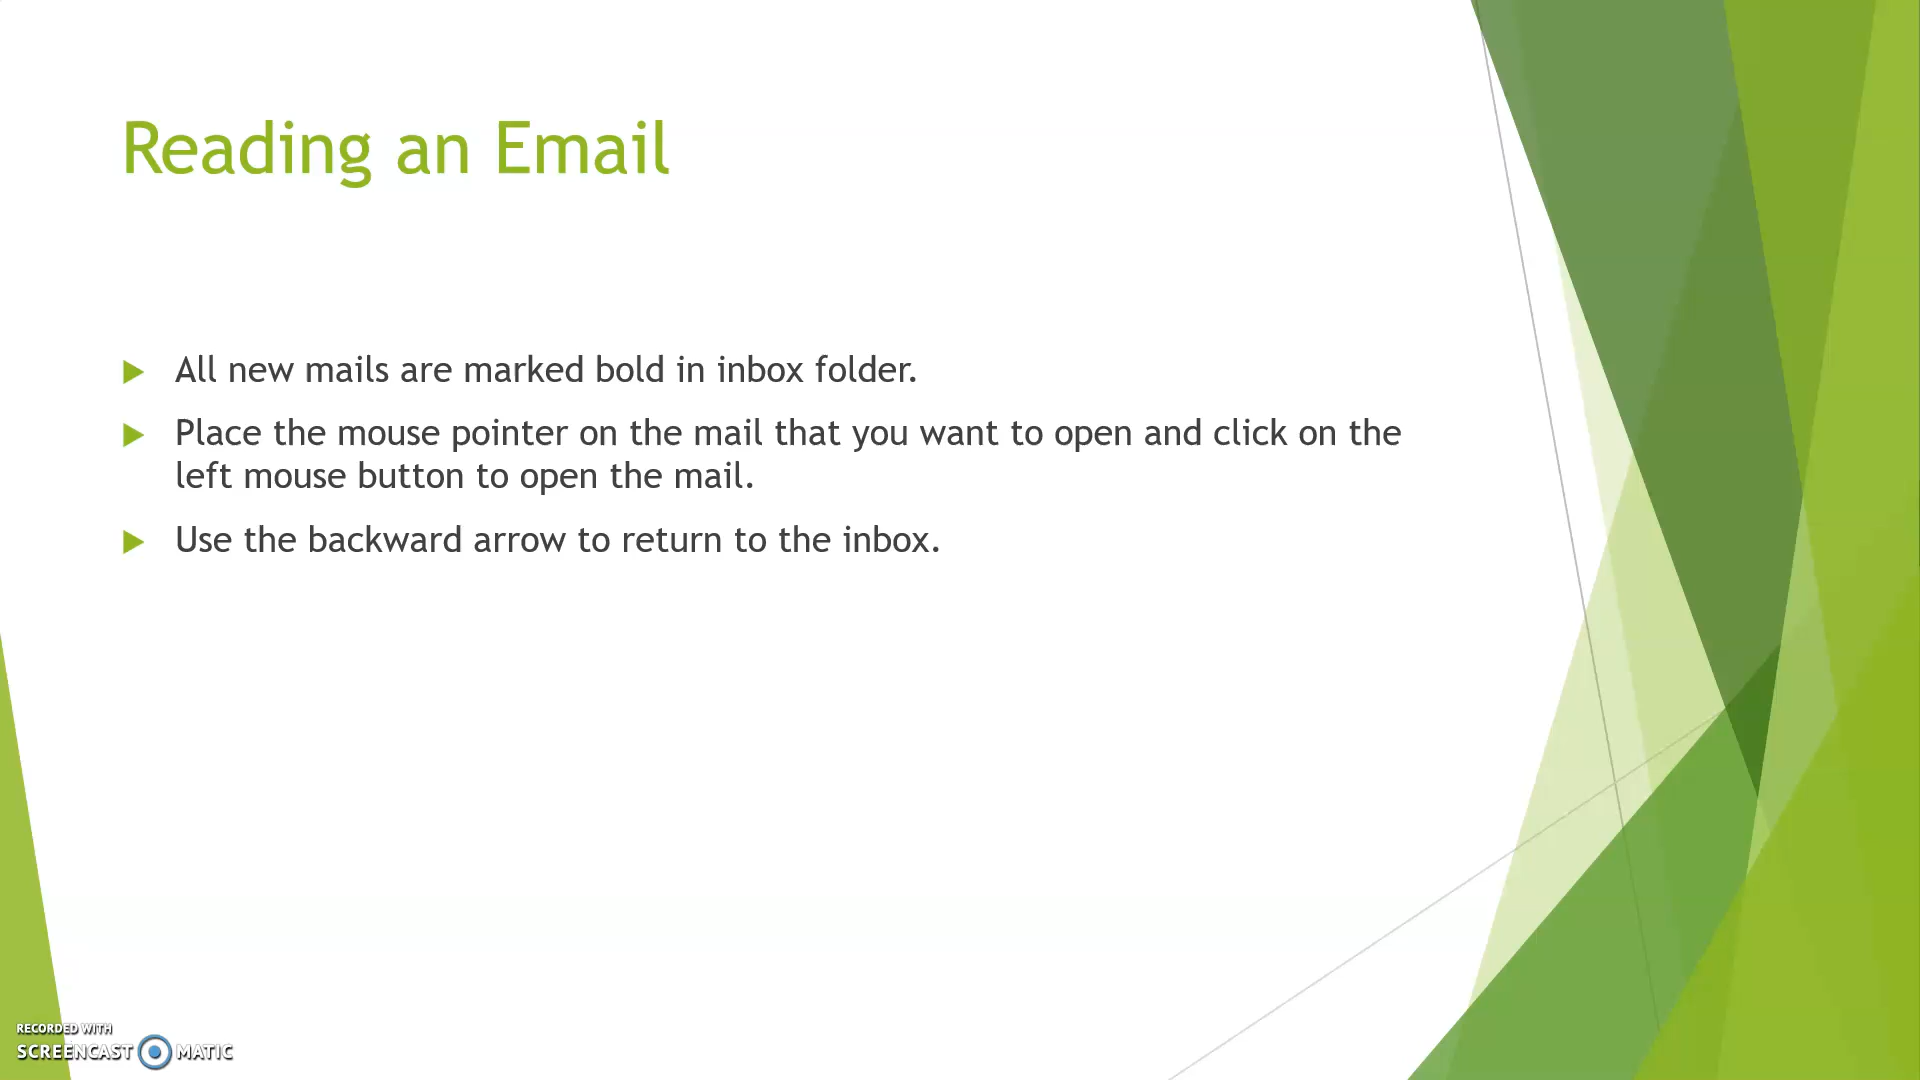 Reading an Email
All new mails are marked bold in inbox folder.
Place the mouse pointer on the mail that you want to open and click on the
left mouse button to open the mail.
Use the backward arrow to return to the inbox.
RECORDED WITH
SCREENCAST MATIC